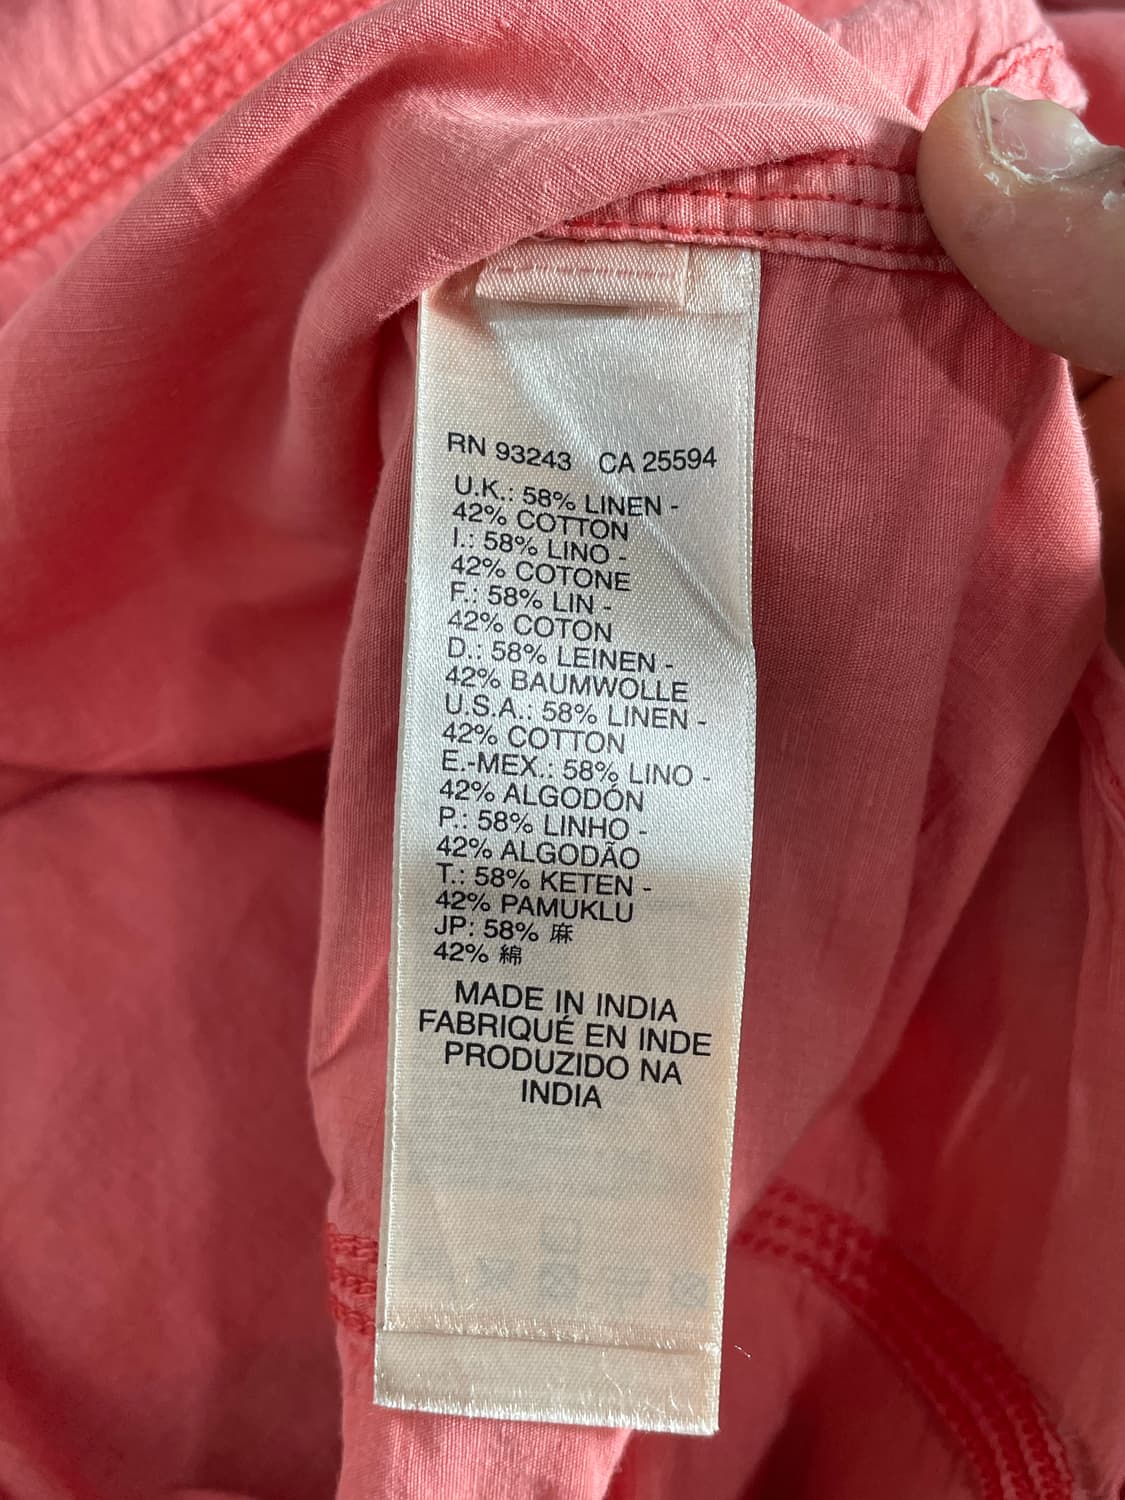 RN 93243 CA 25594
U.K.: 58% LINEN -
42% COTTON
I.: 58% LINO -
42% COTONE
F.: 58% LIN -
42% COTON
D.: 58% LEINEN -
42% BAUMWOLLE
U.S.A.: 58% LINEN -
42% COTTON
E.-MEX.: 58% LINO -
42% ALGODÓN
P.: 58% LINHO -
42% ALGODÃO
T.: 58% KETEN -
42% PAMUKLU
JP: 58% 麻
42% 綿
MADE IN INDIA
FABRIQUÉ EN INDE
PRODUZIDO NA
INDIA